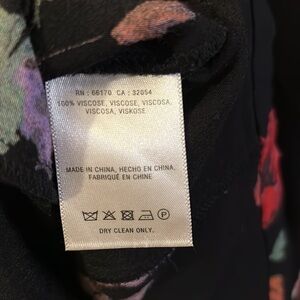 RN : 66170 CA : 32054
100% VISCOSE, VISCOSE, VISCOSA,
VISCOSA, VISKOSE
MADE IN CHINA, HECHO EN CHINA,
FABRIQUÉ EN CHINE
P
DRY CLEAN ONLY.